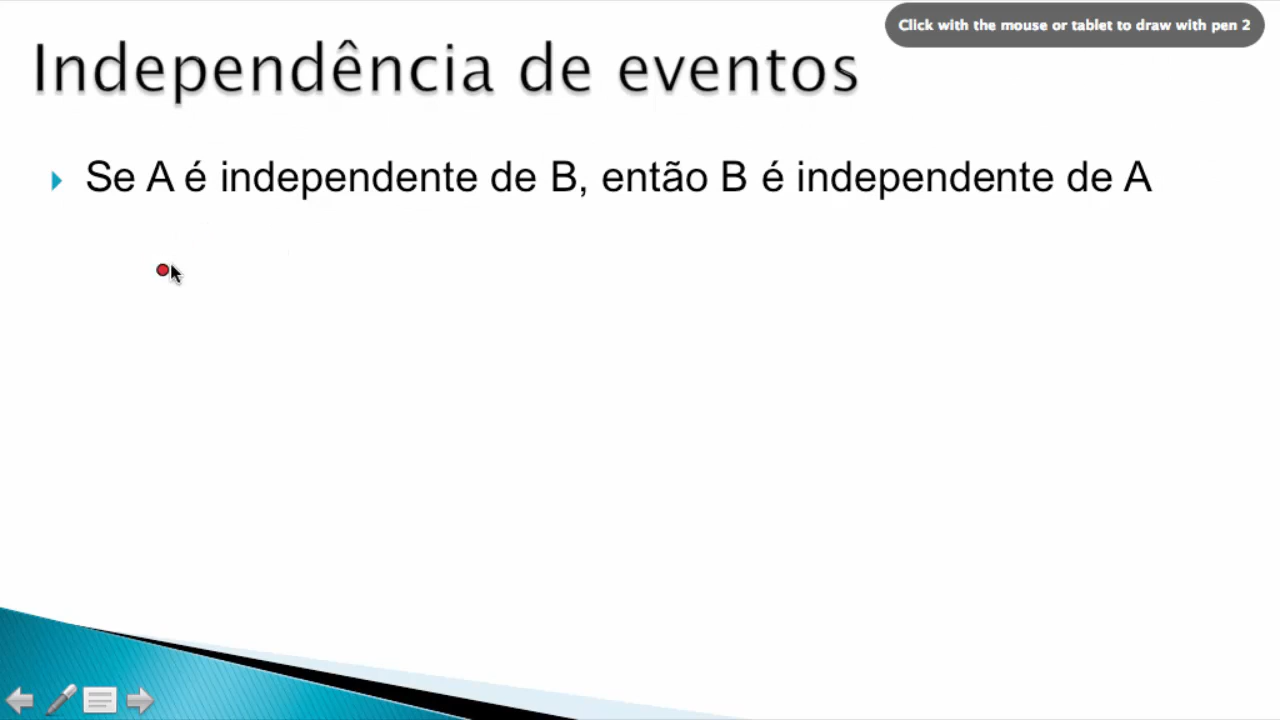 Click with the mouse or tablet to draw with pen 2
Independência de eventos
Se A é independente de B, então B é independente de A